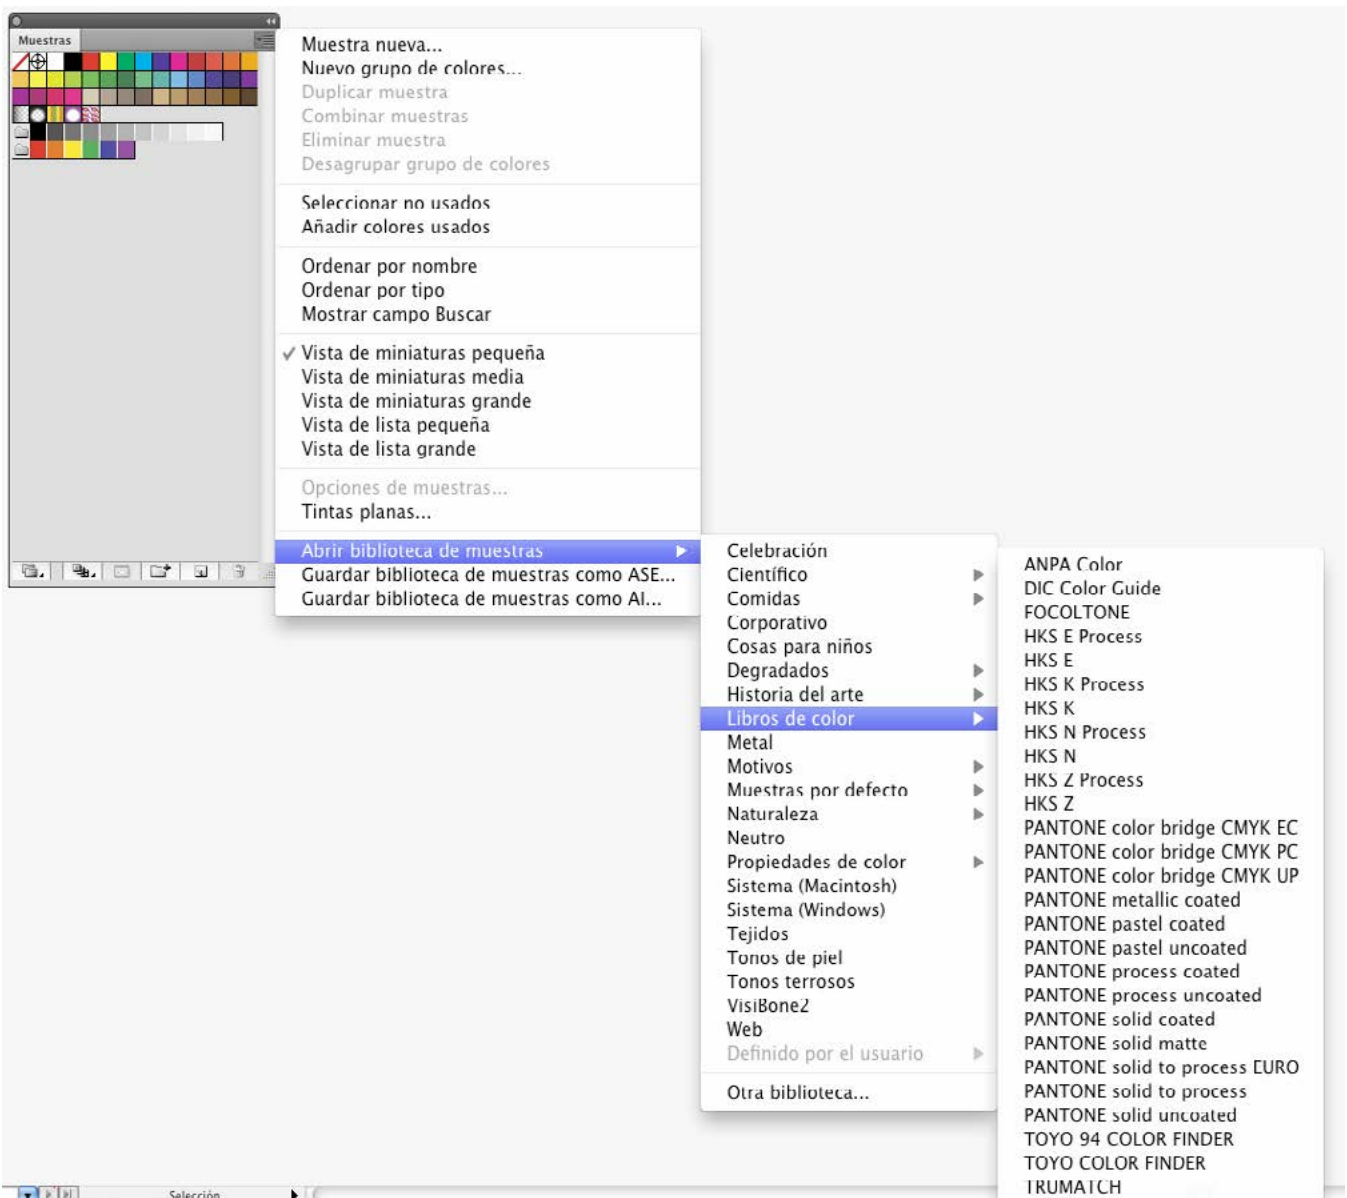 Muestras
Muestra nueva...
Nuevo grupo de colores...
Duplicar muestra
Combinar muestras
Eliminar muestra
Desagrupar grupo de colores
Seleccionar no usados
Añadir colores usados
Ordenar por nombre
Ordenar por tipo
Mostrar campo Buscar
✓ Vista de miniaturas pequeña
Vista de miniaturas media
Vista de miniaturas grande
Vista de lista pequeña
Vista de lista grande
Opciones de muestras...
Tintas planas...
Abrir biblioteca de muestras
Guardar biblioteca de muestras como ASE...
Guardar biblioteca de muestras como AI...
Celebración
Científico
Comidas
Corporativo
Cosas para niños
Degradados
Historia del arte
Libros de color
Metal
Motivos
Muestras por defecto
Naturaleza
Neutro
Propiedades de color
Sistema (Macintosh)
Sistema (Windows)
Tejidos
Tonos de piel
Tonos terrosos
VisiBone2
Web
Definido por el usuario
Otra biblioteca...
ANPA Color
DIC Color Guide
FOCOLTONE
HKS E Process
HKS E
HKS K Process
HKS K
HKS N Process
HKS N
HKS Z Process
HKS Z
PANTONE color bridge CMYK EC
PANTONE color bridge CMYK PC
PANTONE color bridge CMYK UP
PANTONE metallic coated
PANTONE pastel coated
PANTONE pastel uncoated
PANTONE process coated
PANTONE process uncoated
PANTONE solid coated
PANTONE solid matte
PANTONE solid to process EURO
PANTONE solid to process
PANTONE solid uncoated
TOYO 94 COLOR FINDER
TOYO COLOR FINDER
TRUMATCH
Selección